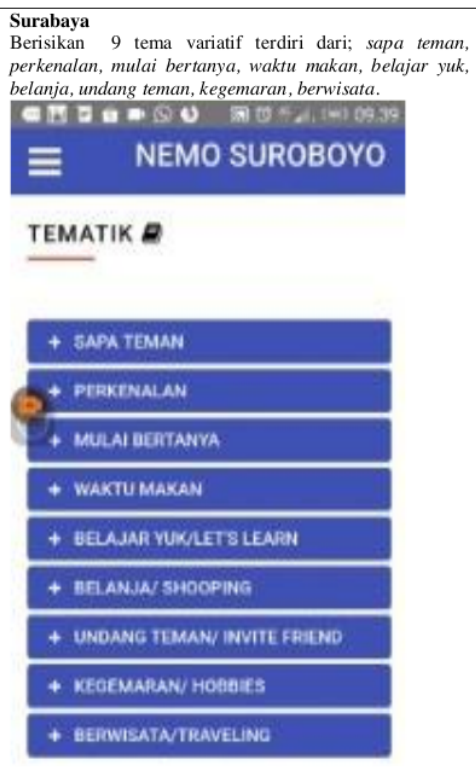 Surabaya
Berisikan 9 tema variatif terdiri dari; sapa teman,
perkenalan, mulai bertanya, waktu makan, belajar yuk,
belanja, undang teman, kegemaran, berwisata.
09.39
NEMO SUROBOYO
TEMATIK
+ SAPA TEMAN
+ PERKENALAN
+ MULAI BERTANYA
+ WAKTU MAKAN
+ BELAJAR YUK/LET'S LEARN
+ BELANJA/ SHOOPING
+ UNDANG TEMAN/ INVITE FRIEND
+ KEGEMARAN/ HOBBIES
+ BERWISATA/TRAVELING